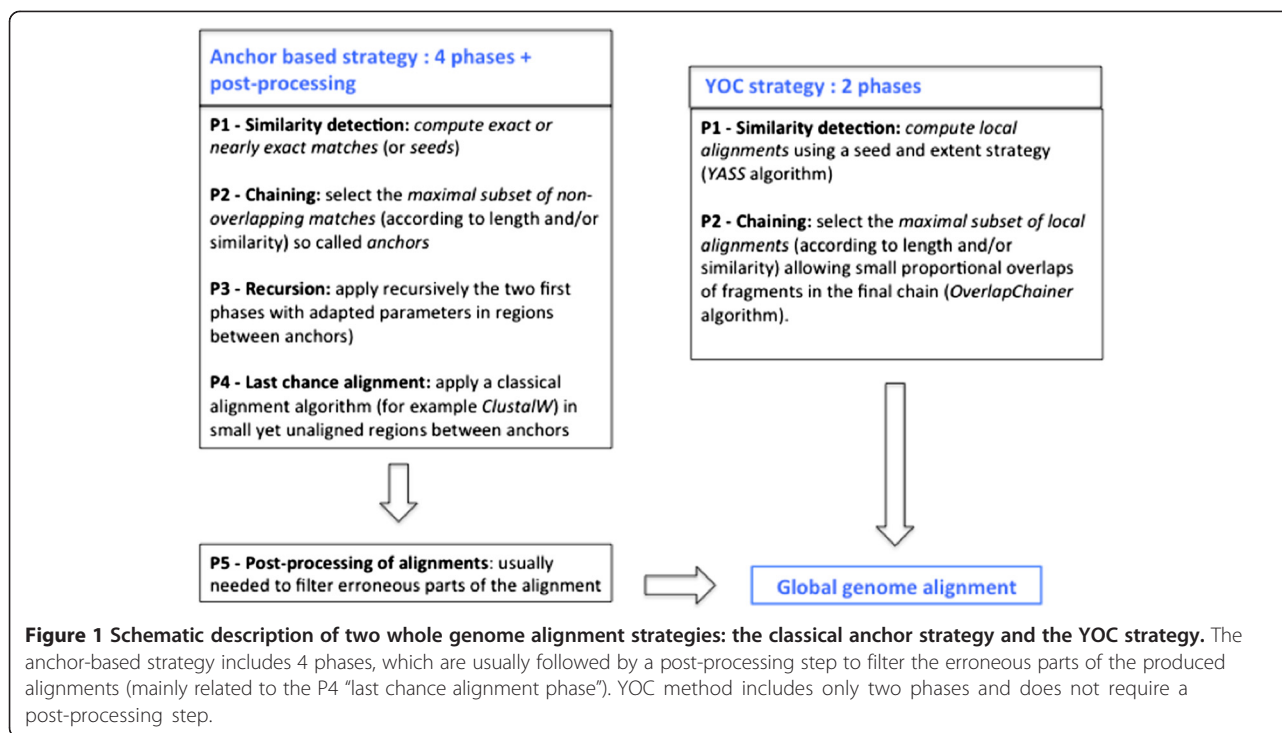 Anchor based strategy : 4 phases +
post-processing
P1 - Similarity detection: compute exact or
nearly exact matches (or seeds)
P2 - Chaining: select the maximal subset of non-
overlapping matches (according to length and/or
similarity) so called anchors
P3 - Recursion: apply recursively the two first
phases with adapted parameters in regions
between anchors)
P4 - Last chance alignment: apply a classical
alignment algorithm (for example ClustalW) in
small yet unaligned regions between anchors
P5 - Post-processing of alignments: usually
needed to filter erroneous parts of the alignment
YOC strategy : 2 phases
P1 - Similarity detection: compute local
alignments using a seed and extent strategy
(YASS algorithm)
P2 - Chaining: select the maximal subset of local
alignments (according to length and/or
similarity) allowing small proportional overlaps
of fragments in the final chain (OverlapChainer
algorithm).
Global genome alignment
Figure 1 Schematic description of two whole genome alignment strategies: the classical anchor strategy and the YOC strategy. The
anchor-based strategy includes 4 phases, which are usually followed by a post-processing step to filter the erroneous parts of the produced
alignments (mainly related to the P4 “last chance alignment phase”). YOC method includes only two phases and does not require a
post-processing step.